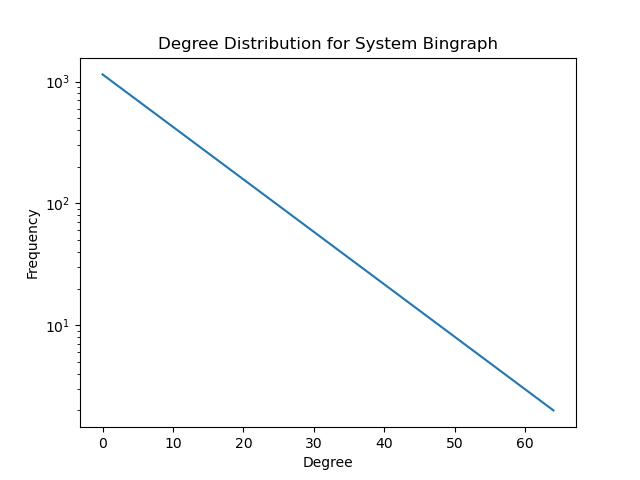 Degree Distribution for System Bingraph
Frequency
10³
10²
10¹
0 10 20 30 40 50 60
Degree